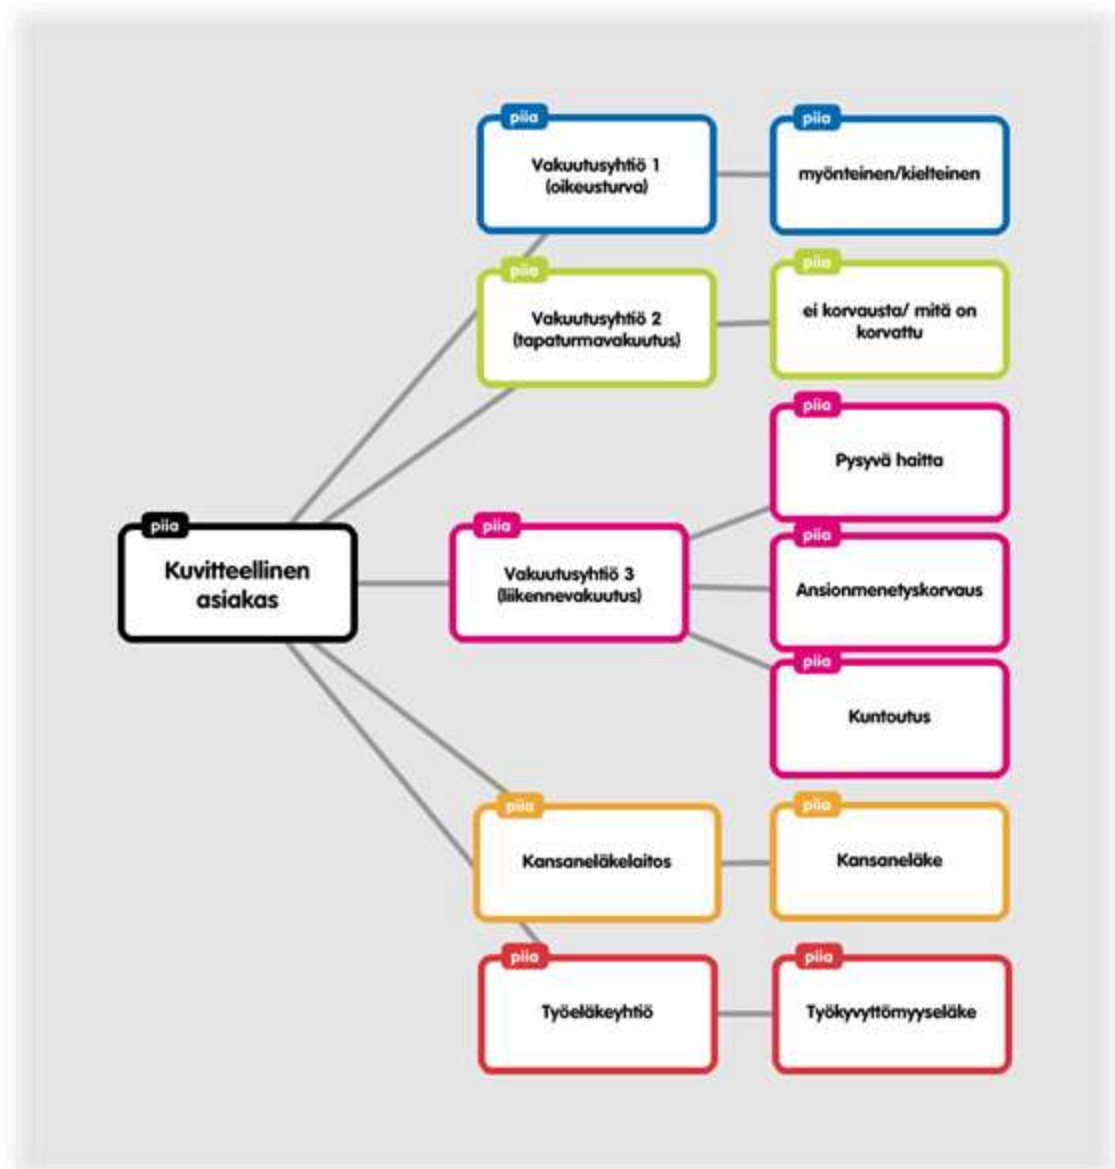 piia
Vakuutusyhtiö 1
(oikeusturva)
piia
myönteinen/kielteinen
piia
Vakuutusyhtiö 2
(tapaturmavakuutus)
piia
ei korvausta/ mitä on
korvattu
piia
Kuvitteellinen
asiakas
piia
Vakuutusyhtiö 3
(liikennevakuutus)
piia
Pysyvä haitta
piia
Ansionmenetyskorvaus
piia
Kuntoutus
piia
Kansaneläkelaitos
piia
Kansaneläke
piia
Työeläkeyhtiö
piia
Työkyvyttömyyseläke